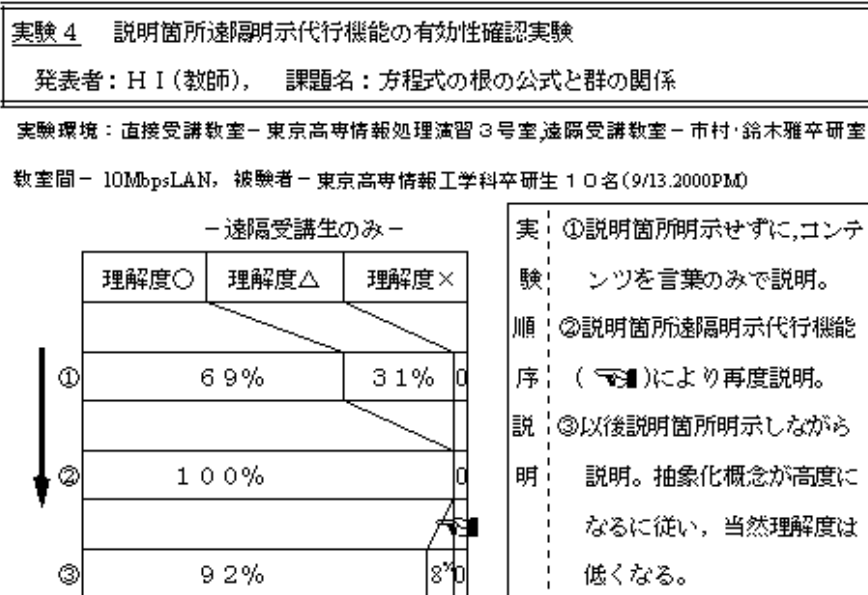 実験４　説明箇所遠隔明示代行機能の有効性確認実験
発表者：ＨＩ(教師)，　課題名：方程式の根の公式と群の関係
実験環境：直接受講教室－東京高専情報処理演習３号室,遠隔受講教室－市村・鈴木雅卒研室
教室間－10MbpsLAN，被験者－東京高専情報工学科卒研生１０名(9/13.2000PM)
－遠隔受講生のみ－
理解度○　理解度△　理解度×
①　６９%　３１%　0
②　１００%　0
③　９２%　8%　0
実験順序説明
①説明箇所明示せずに,コンテ
ンツを言葉のみで説明。
②説明箇所遠隔明示代行機能
(☜)により再度説明。
③以後説明箇所明示しながら
説明。抽象化概念が高度に
なるに従い，当然理解度は
低くなる。